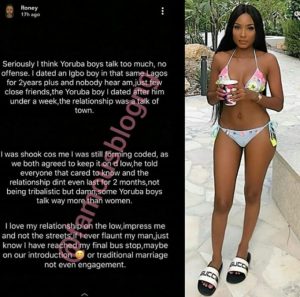 Roney
17h ago
Seriously I think Yoruba boys talk too much, no
offense. I dated an Igbo boy in that same Lagos
for 2years plus and nobody hear am,just few
close friends,the Yoruba boy I dated after him
under a week,the relationship was a talk of
town.
I was shook cos me I was still forming coded, as
we both agreed to keep it on d low,he told
everyone that cared to know and the
relationship dint even last for 2 months,not
being tribalistic but damn,some Yoruba boys
talk way more than women.
I love my relationship on the low,impress me
and not the streets,if I ever flaunt my man,just
know I have reached my final bus stop,maybe
on our introduction 😅 or traditional marriage
not even engagement.
GUCCI
GUCCI